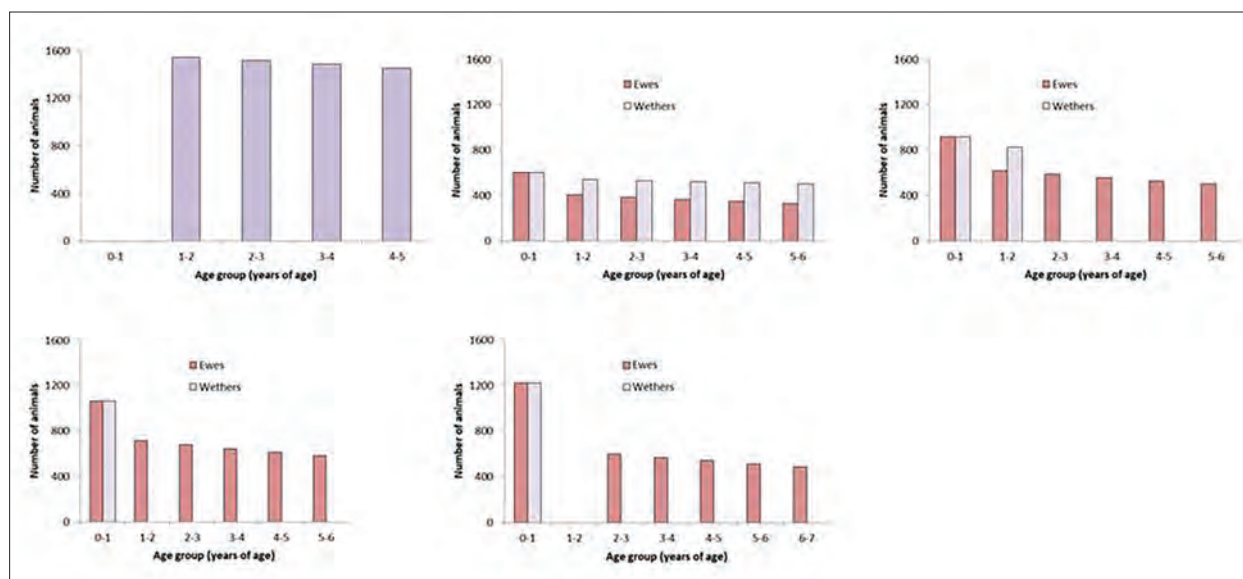 1600
1200
800
400
0
Number of animals
0-1 1-2 2-3 3-4 4-5
Age group (years of age)
1600
1200
800
400
0
Number of animals
Ewes
Wethers
0-1 1-2 2-3 3-4 4-5 5-6
Age group (years of age)
1600
1200
800
400
0
Number of animals
Ewes
Wethers
0-1 1-2 2-3 3-4 4-5 5-6
Age group (years of age)
1600
1200
800
400
0
Number of animals
Ewes
Wethers
0-1 1-2 2-3 3-4 4-5 5-6
Age group (years of age)
1600
1200
800
400
0
Number of animals
Ewes
Wethers
0-1 1-2 2-3 3-4 4-5 5-6 6-7
Age group (years of age)